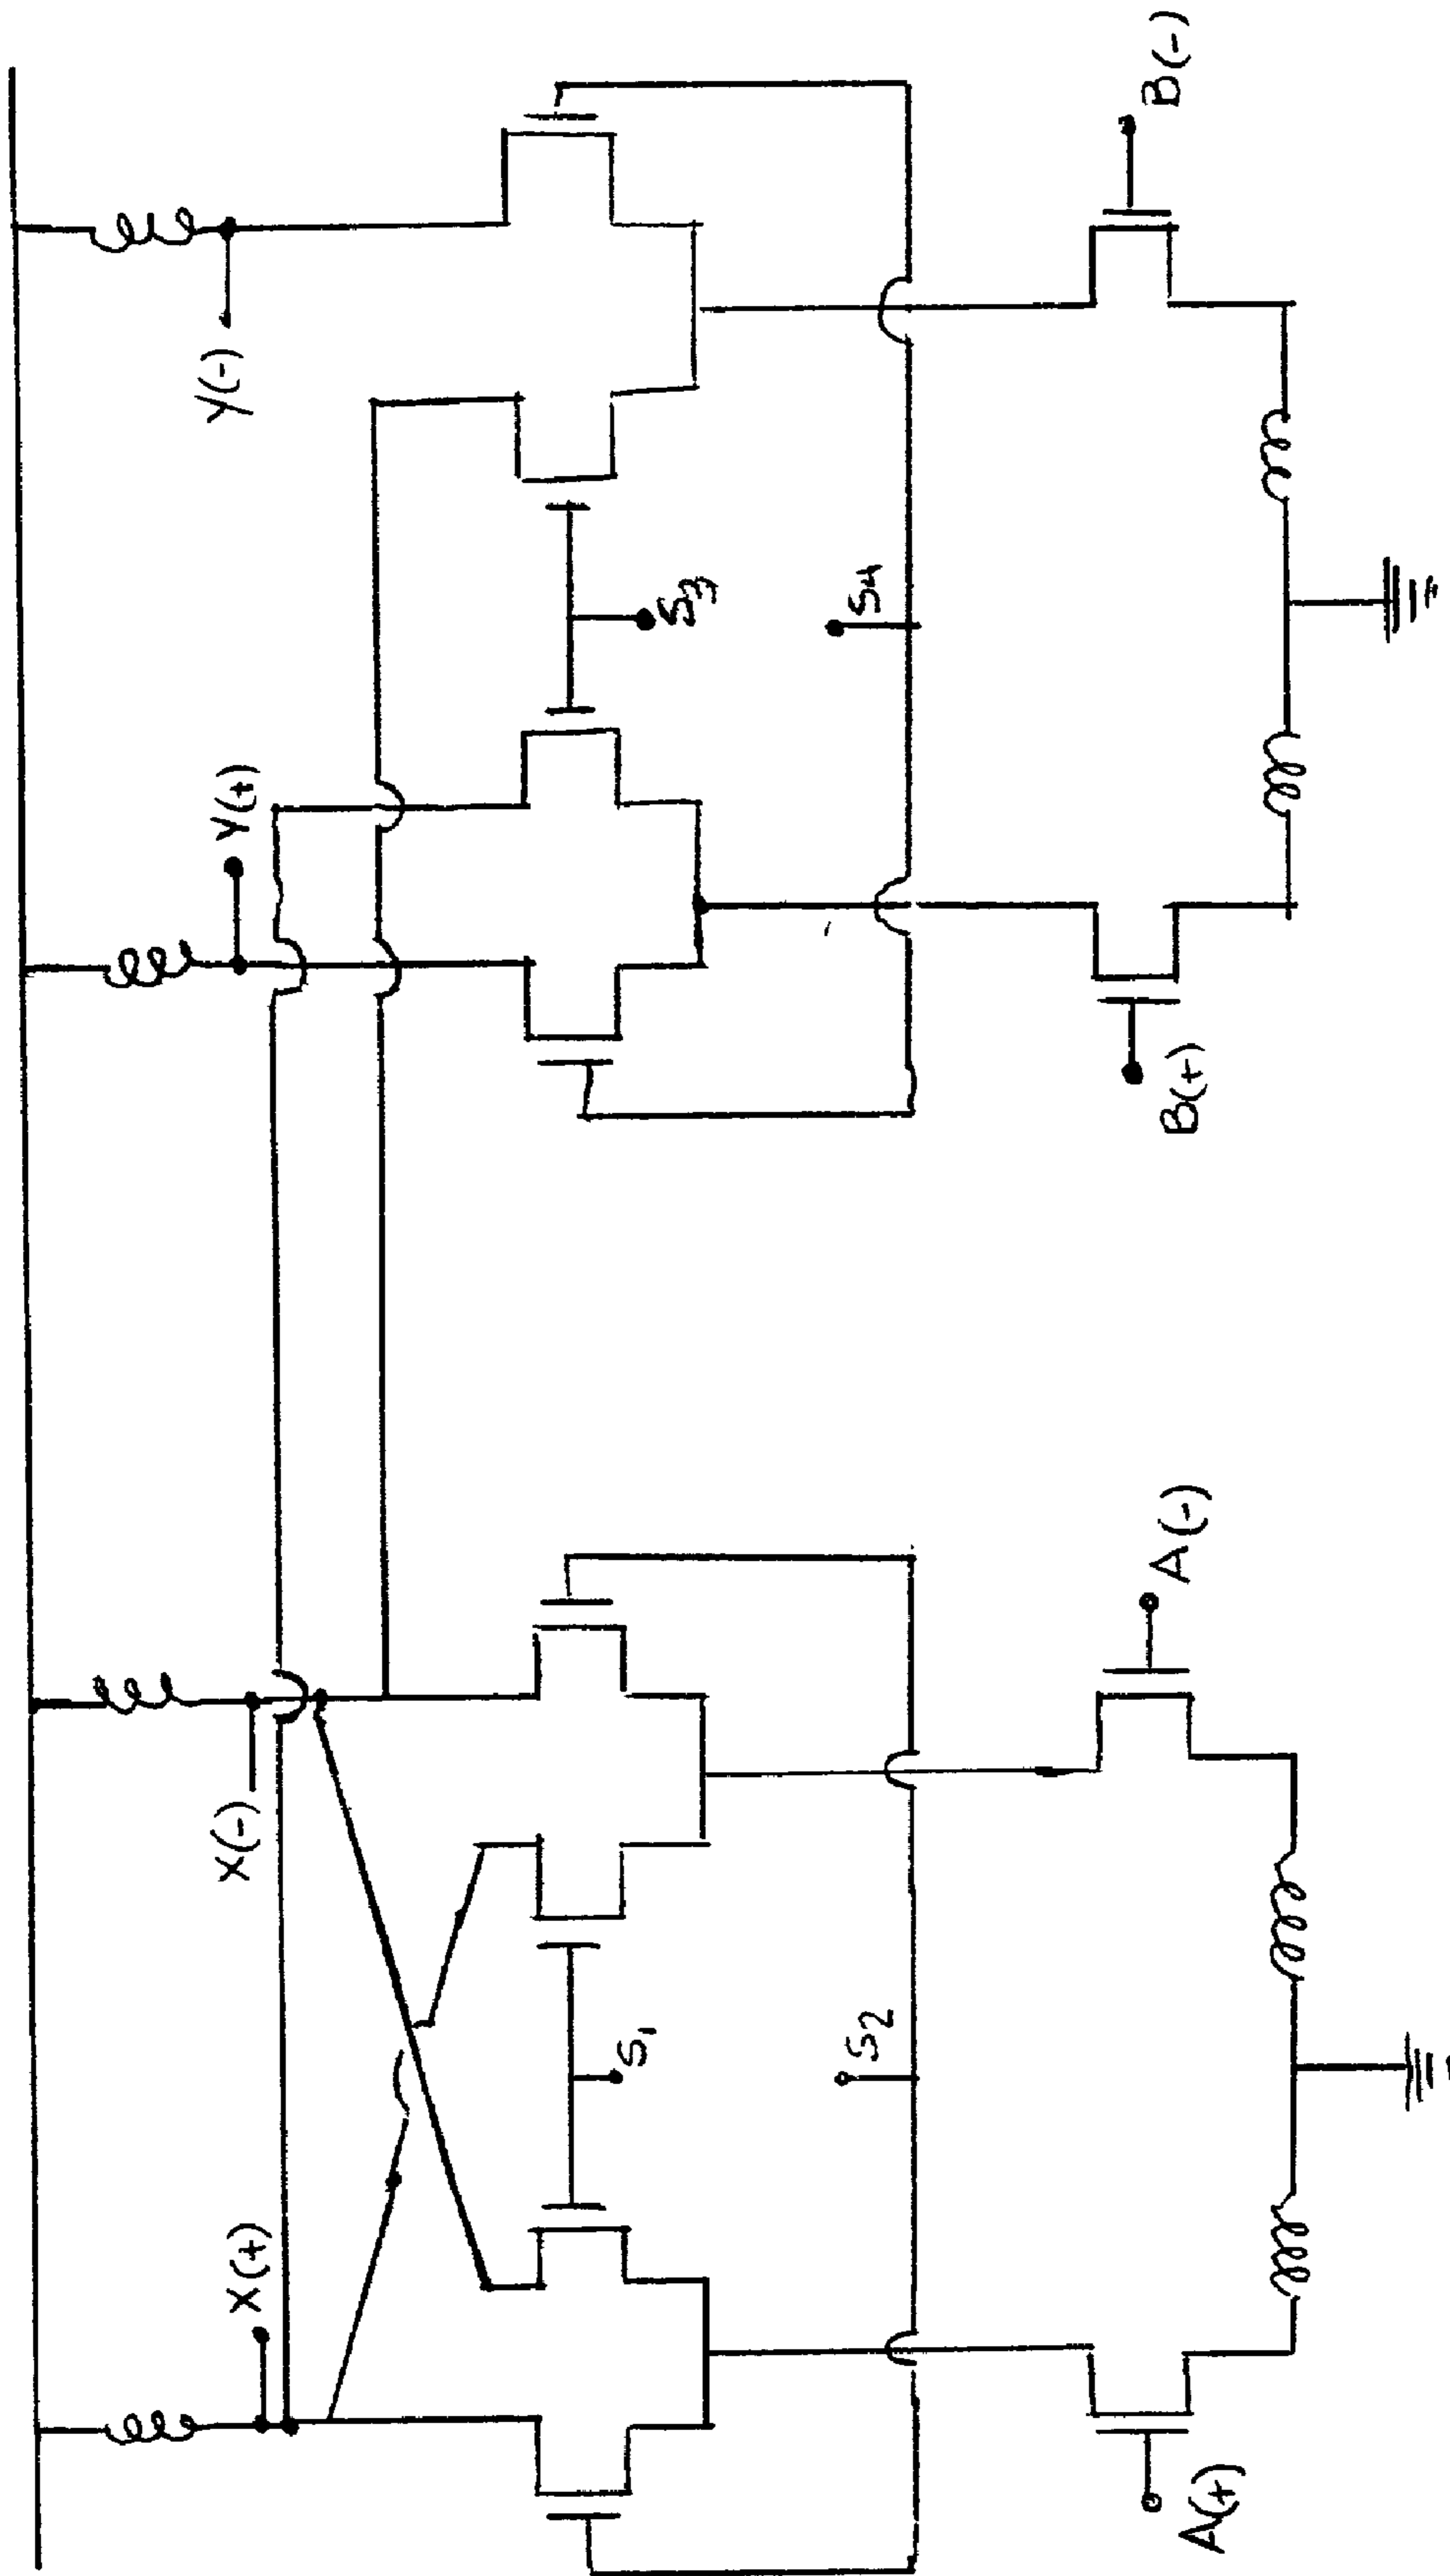 X(+)
X(-)
Y(+)
Y(-)
S1
S3
S2
S4
A(+)
A(-)
B(+)
B(-)